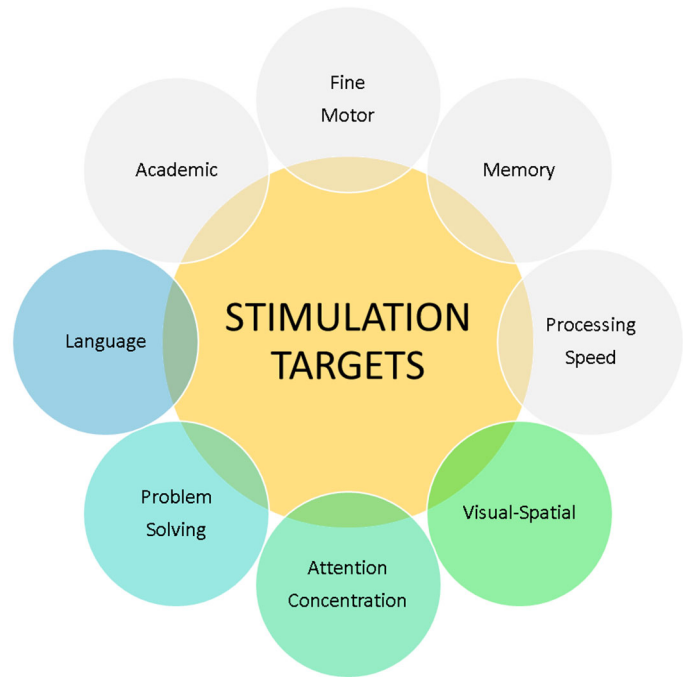 Fine
Motor
Academic
Memory
STIMULATION
TARGETS
Language
Processing
Speed
Problem
Solving
Visual-Spatial
Attention
Concentration